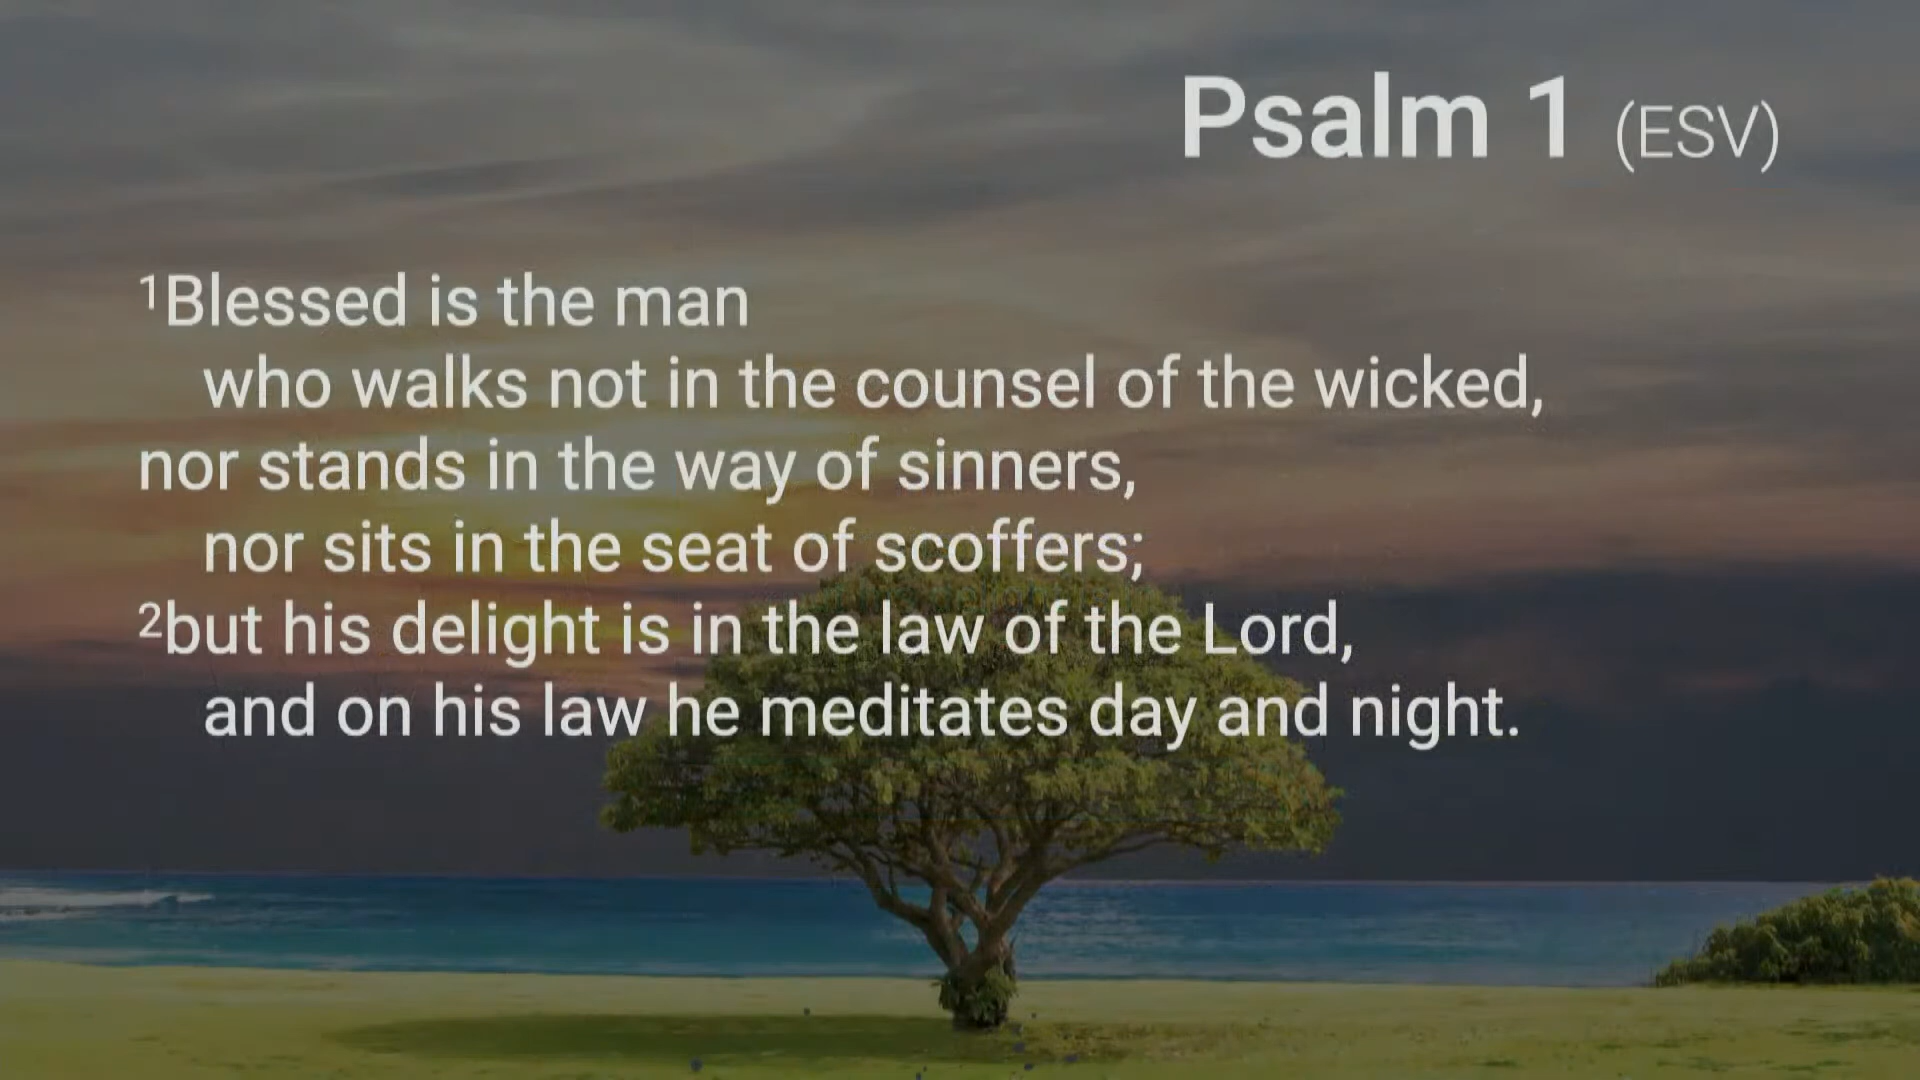 Psalm 1 (ESV)
¹Blessed is the man
who walks not in the counsel of the wicked,
nor stands in the way of sinners,
nor sits in the seat of scoffers;
²but his delight is in the law of the Lord,
and on his law he meditates day and night.